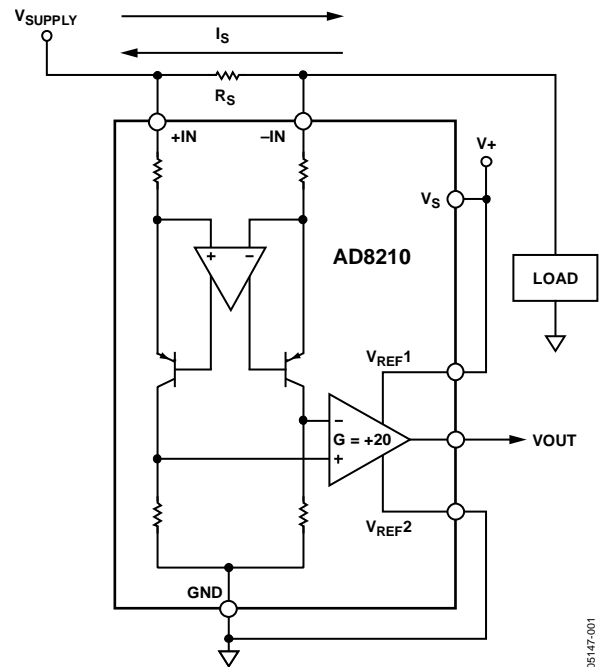 VSUPPLY
IS
RS
+IN
–IN
V+
VS
AD8210
LOAD
+
–
VREF1
–
G = +20
VOUT
+
VREF2
GND
05147-001